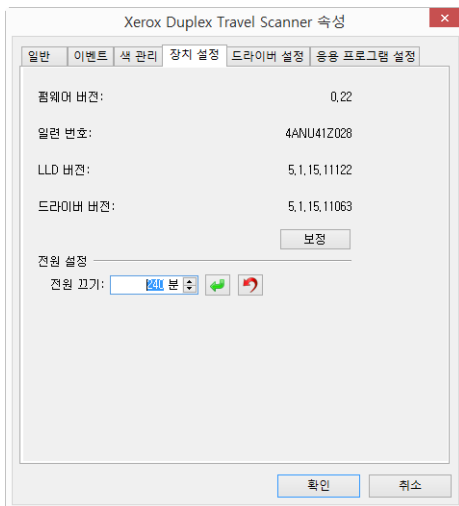 Xerox Duplex Travel Scanner 속성
일반 이벤트 색 관리 장치 설정 드라이버 설정 응용 프로그램 설정
펌웨어 버전: 0,22
일련 번호: 4ANU41Z028
LLD 버전: 5,1,15,11122
드라이버 버전: 5,1,15,11063
보정
전원 설정
전원 끄기: 240 분
확인 취소